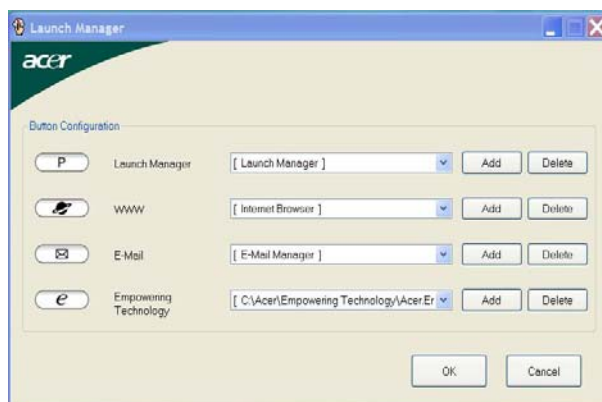 Launch Manager
acer
Button Configuration
P Launch Manager [ Launch Manager ] Add Delete
WWW [ Internet Browser ] Add Delete
E-Mail [ E-Mail Manager ] Add Delete
e Empowering Technology [ C:\Acer\Empowering Technology\Acer.Er Add Delete
OK Cancel